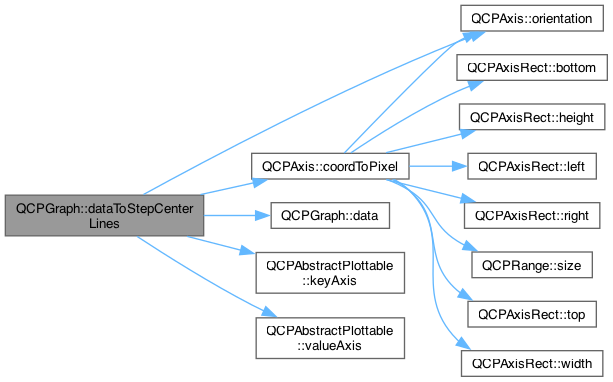 QCPGraph::dataToStepCenter
Lines
QCPAxis::coordToPixel
QCPGraph::data
QCPAbstractPlottable
::keyAxis
QCPAbstractPlottable
::valueAxis
QCPAxis::orientation
QCPAxisRect::bottom
QCPAxisRect::height
QCPAxisRect::left
QCPAxisRect::right
QCPRange::size
QCPAxisRect::top
QCPAxisRect::width